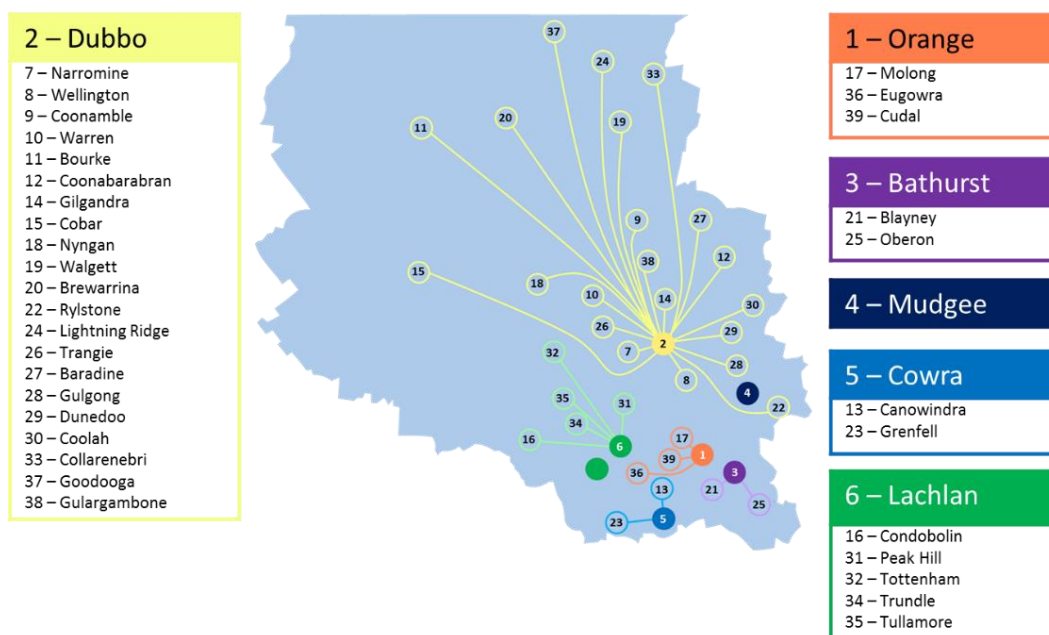 2 – Dubbo
7 – Narromine
8 – Wellington
9 – Coonamble
10 – Warren
11 – Bourke
12 – Coonabarabran
14 – Gilgandra
15 – Cobar
18 – Nyngan
19 – Walgett
20 – Brewarrina
22 – Rylstone
24 – Lightning Ridge
26 – Trangie
27 – Baradine
28 – Gulgong
29 – Dunedoo
30 – Coolah
33 – Collarenebri
37 – Goodooga
38 – Gulargambone
37
24
33
11
20
19
9
27
38
12
15
18
10
14
30
26
29
7
2
28
32
8
4
22
35
31
34
16
6
17
1
39
36
3
13
21
25
23
5
1 – Orange
17 – Molong
36 – Eugowra
39 – Cudal
3 – Bathurst
21 – Blayney
25 – Oberon
4 – Mudgee
5 – Cowra
13 – Canowindra
23 – Grenfell
6 – Lachlan
16 – Condobolin
31 – Peak Hill
32 – Tottenham
34 – Trundle
35 – Tullamore